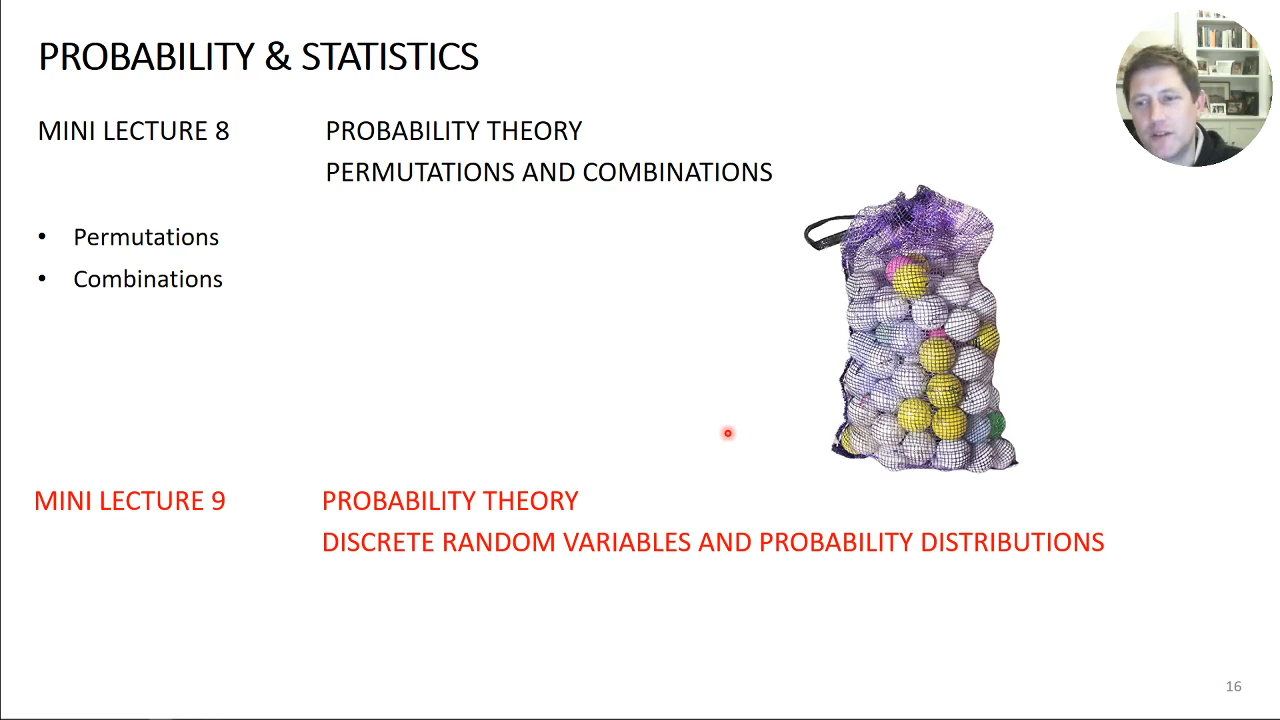 PROBABILITY & STATISTICS
MINI LECTURE 8 PROBABILITY THEORY
PERMUTATIONS AND COMBINATIONS
• Permutations
• Combinations
MINI LECTURE 9 PROBABILITY THEORY
DISCRETE RANDOM VARIABLES AND PROBABILITY DISTRIBUTIONS
16